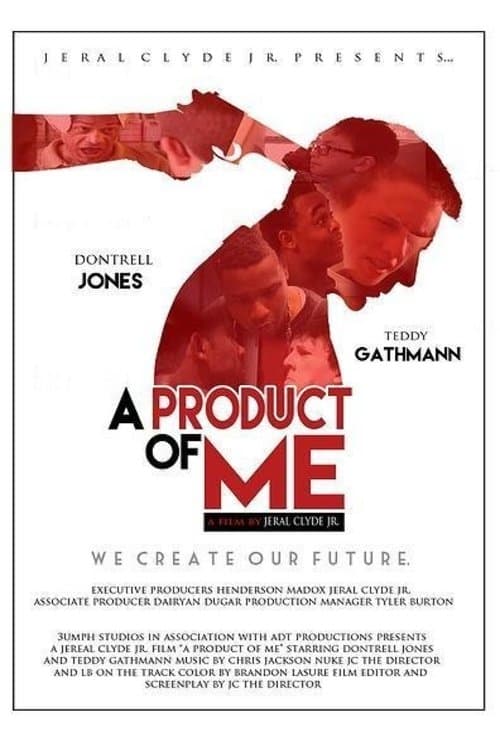 JERAL CLYDE JR. PRESENTS...
DONTRELL
JONES
TEDDY
GATHMANN
A PRODUCT
OF ME
A FILM BY JERAL CLYDE JR.
WE CREATE OUR FUTURE.
EXECUTIVE PRODUCERS HENDERSON MADOX JERAL CLYDE JR,
ASSOCIATE PRODUCER DAIRYAN DUGAR PRODUCTION MANAGER TYLER BURTON
3UMPH STUDIOS IN ASSOCIATION WITH ADT PRODUCTIONS PRESENTS
A JEREAL CLYDE JR. FILM "A PRODUCT OF ME" STARRING DONTRELL JONES
AND TEDDY GATHMANN MUSIC BY CHRIS JACKSON NUKE JC THE DIRECTOR
AND LB ON THE TRACK COLOR BY BRANDON LASURE FILM EDITOR AND
SCREENPLAY BY JC THE DIRECTOR